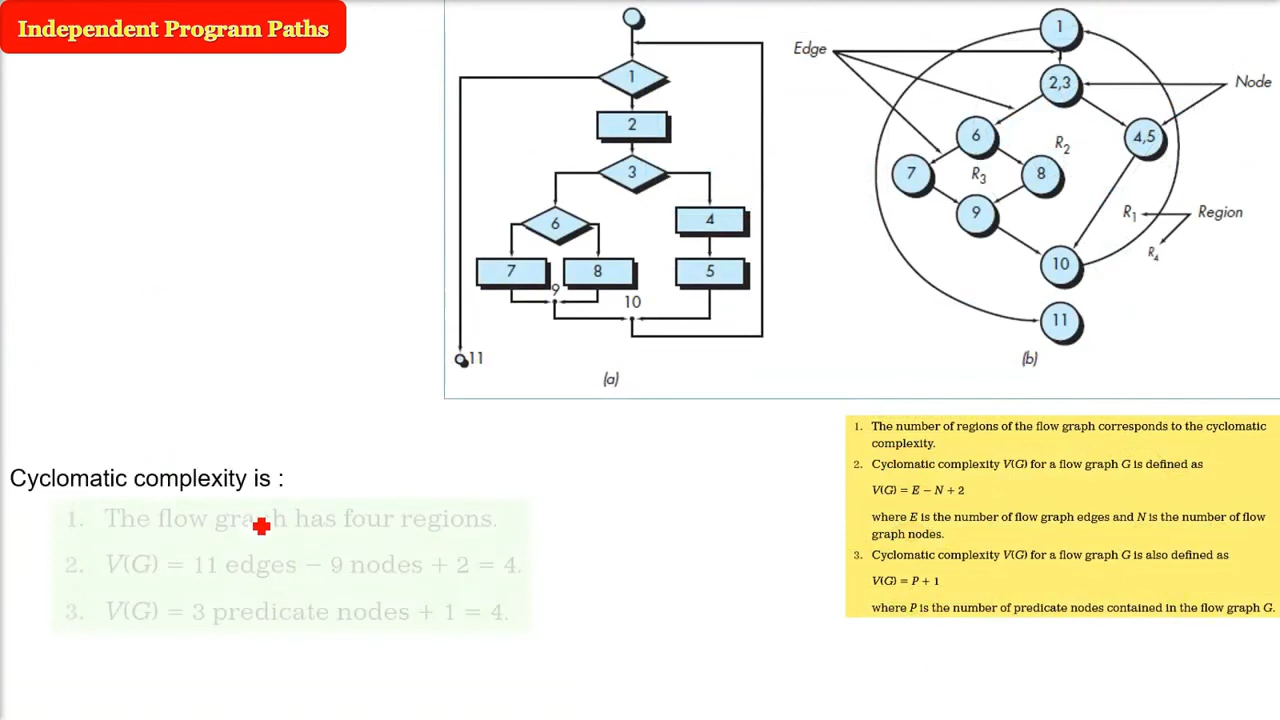 Independent Program Paths
1
2
3
6
4
7
8
5
9
10
11
(a)
Edge
Node
1
2,3
6
4,5
R2
7
R3
8
9
R1
Region
R4
10
11
(b)
1. The number of regions of the flow graph corresponds to the cyclomatic
complexity.
2. Cyclomatic complexity V(G) for a flow graph G is defined as
V(G) = E – N + 2
where E is the number of flow graph edges and N is the number of flow
graph nodes.
3. Cyclomatic complexity V(G) for a flow graph G is also defined as
V(G) = P + 1
where P is the number of predicate nodes contained in the flow graph G.
Cyclomatic complexity is :
1. The flow graph has four regions.
2. V(G) = 11 edges – 9 nodes + 2 = 4.
3. V(G) = 3 predicate nodes + 1 = 4.